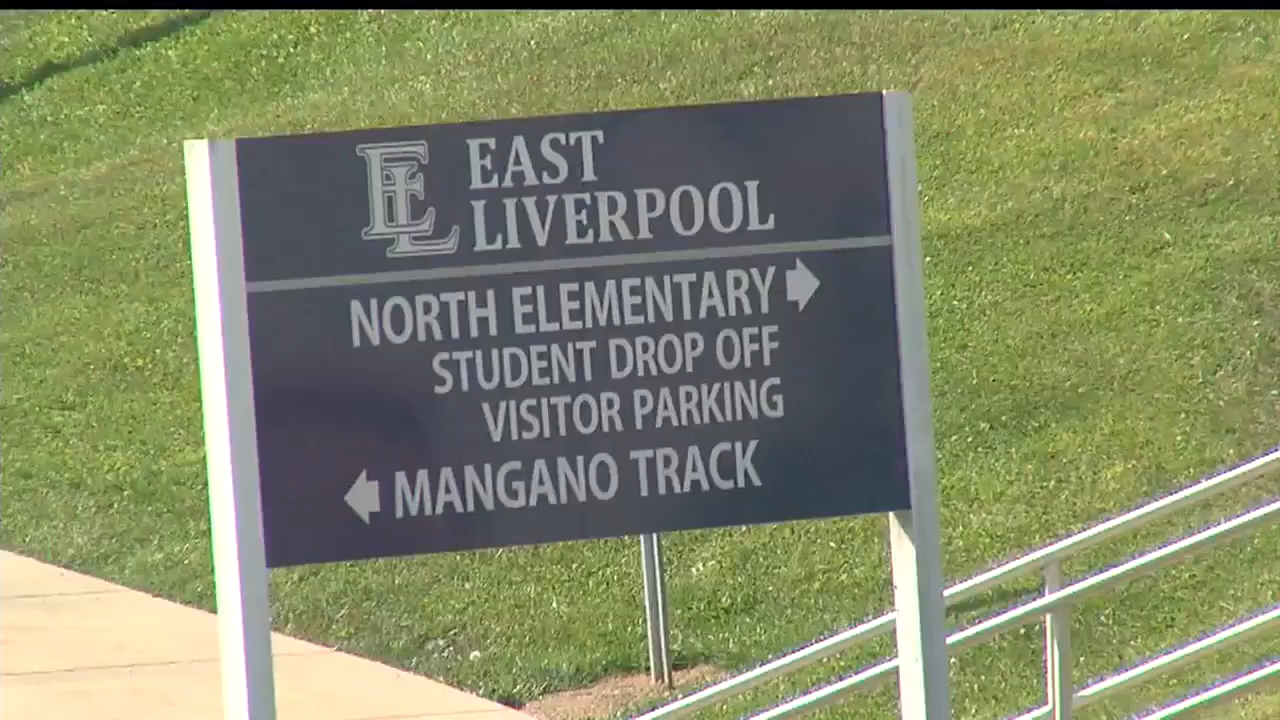 EL
EAST
LIVERPOOL
NORTH ELEMENTARY
STUDENT DROP OFF
VISITOR PARKING
MANGANO TRACK